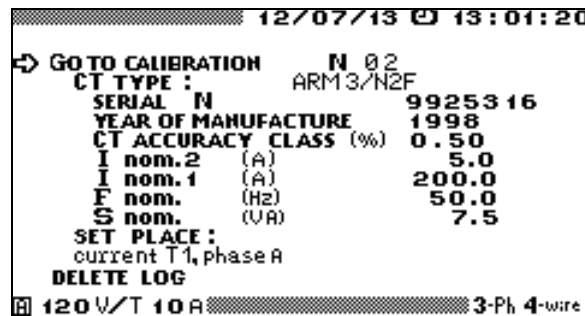 12/07/13 13:01:20
GO TO CALIBRATION N 02
CT TYPE : ARM3/N2F
SERIAL N 9925316
YEAR OF MANUFACTURE 1998
CT ACCURACY CLASS (%) 0.50
I nom.2 (A) 5.0
I nom.1 (A) 200.0
F nom. (Hz) 50.0
S nom. (VA) 7.5
SET PLACE :
current T1, phase A
DELETE LOG
A 120 V/T 10 A 3-Ph 4-wire